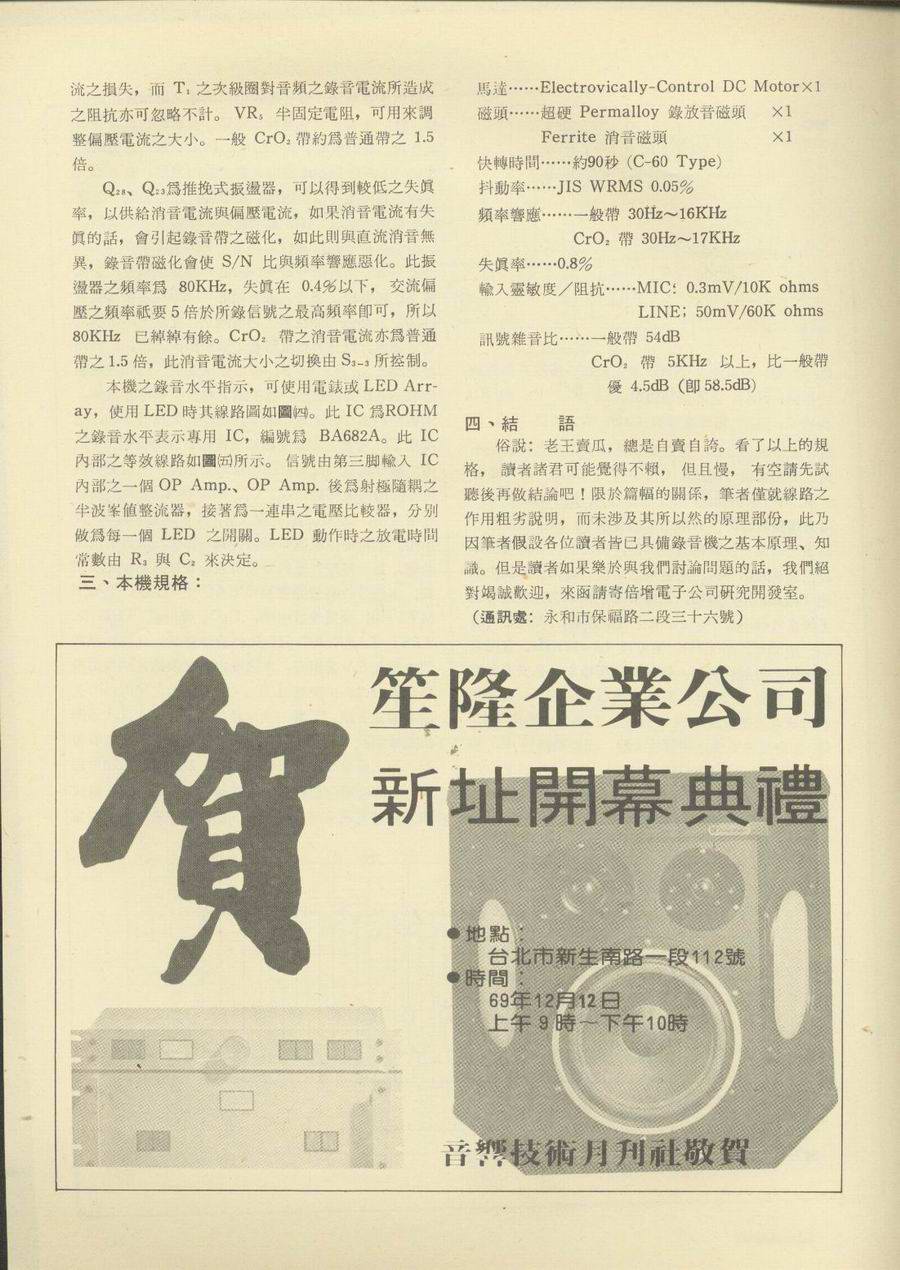 流之損失，而 T₁ 之次級圈對音頻之錄音電流所造成
之阻抗亦可忽略不計。 VR₅ 半固定電阻，可用來調
整偏壓電流之大小。一般 CrO₂ 帶約爲普通帶之 1.5
倍。
Q₂₈、Q₂₃爲推挽式振盪器，可以得到較低之失眞
率，以供給消音電流與偏壓電流，如果消音電流有失
眞的話，會引起錄音帶之磁化，如此則與直流消音無
異，錄音帶磁化會使 S/N 比與頻率響應惡化。此振
盪器之頻率爲 80KHz，失眞在 0.4%以下， 交流偏
壓之頻率祇要 5 倍於所錄信號之最高頻率卽可，所以
80KHz 已綽綽有餘。CrO₂ 帶之消音電流亦爲普通
帶之 1.5 倍，此消音電流大小之切換由 S₃₋₃ 所控制。
本機之錄音水平指示，可使用電錶或 LED Arr-
ay，使用 LED 時其線路圖如圖㈣。此 IC 爲ROHM
之錄音水平表示專用 IC，編號爲 BA682A。此 IC
內部之等效線路如圖㈤所示。 信號由第三脚輸入 IC
內部之一個 OP Amp.、OP Amp. 後爲射極隨耦之
半波峯値整流器，接著爲一連串之電壓比較器，分別
做爲每一個 LED 之開關。LED 動作時之放電時間
常數由 R₃ 與 C₂ 來決定。
三、本機規格：
馬達……Electrovically-Control DC Motor×1
磁頭……超硬 Permalloy 錄放音磁頭 ×1
Ferrite 消音磁頭 ×1
快轉時間……約90秒 (C-60 Type)
抖動率……JIS WRMS 0.05%
頻率響應……一般帶 30Hz～16KHz
CrO₂ 帶 30Hz～17KHz
失眞率……0.8%
輸入靈敏度／阻抗……MIC: 0.3mV/10K ohms
LINE; 50mV/60K ohms
訊號雜音比……一般帶 54dB
CrO₂ 帶 5KHz 以上，比一般帶
優 4.5dB (卽 58.5dB)
四、結 語
俗說：老王賣瓜，總是自賣自誇。看了以上的規
格， 讀者諸君可能覺得不賴， 但且慢， 有空請先試
聽後再做結論吧！限於篇幅的關係，筆者僅就線路之
作用粗劣說明，而未涉及其所以然的原理部份，此乃
因筆者假設各位讀者皆已具備錄音機之基本原理、知
識。但是讀者如果樂於與我們討論問題的話，我們絕
對竭誠歡迎，來函請寄倍增電子公司研究開發室。
（通訊處：永和市保福路二段三十六號）
賀
笙隆企業公司
新址開幕典禮
●地點：
台北市新生南路一段112號
●時間：
69年12月12日
上午 9 時～下午10時
音響技術月刊社敬賀